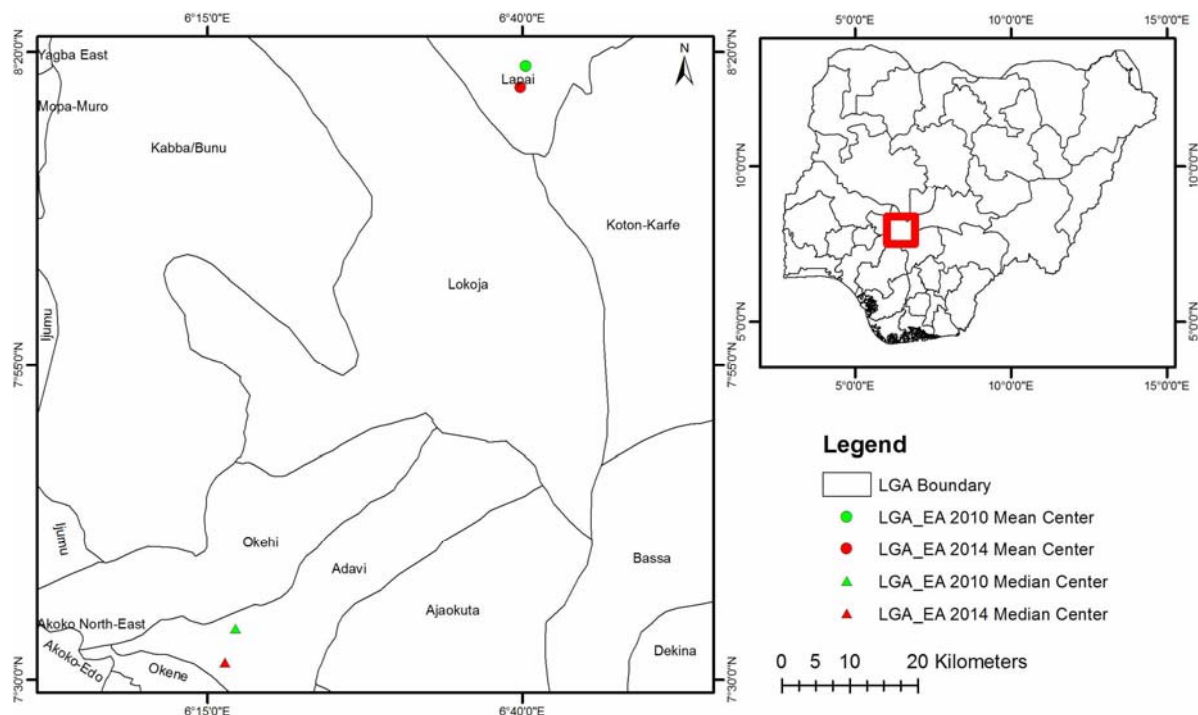 6°15'0"E
6°40'0"E
8°20'0"N
7°55'0"N
7°30'0"N
Yagba East
Mopa-Muro
Kabba/Bunu
Lapai
N
Koton-Karfe
Lokoja
Ijumu
Ijumu
Okehi
Adavi
Ajaokuta
Bassa
Dekina
Akoko North-East
Akoko-Edo
Okene
8°20'0"N
7°55'0"N
7°30'0"N
6°15'0"E
6°40'0"E
5°0'0"E
10°0'0"E
15°0'0"E
10°0'0"N
5°0'0"N
10°0'0"N
5°0'0"N
5°0'0"E
10°0'0"E
15°0'0"E
Legend
LGA Boundary
LGA_EA 2010 Mean Center
LGA_EA 2014 Mean Center
LGA_EA 2010 Median Center
LGA_EA 2014 Median Center
0 5 10 20 Kilometers